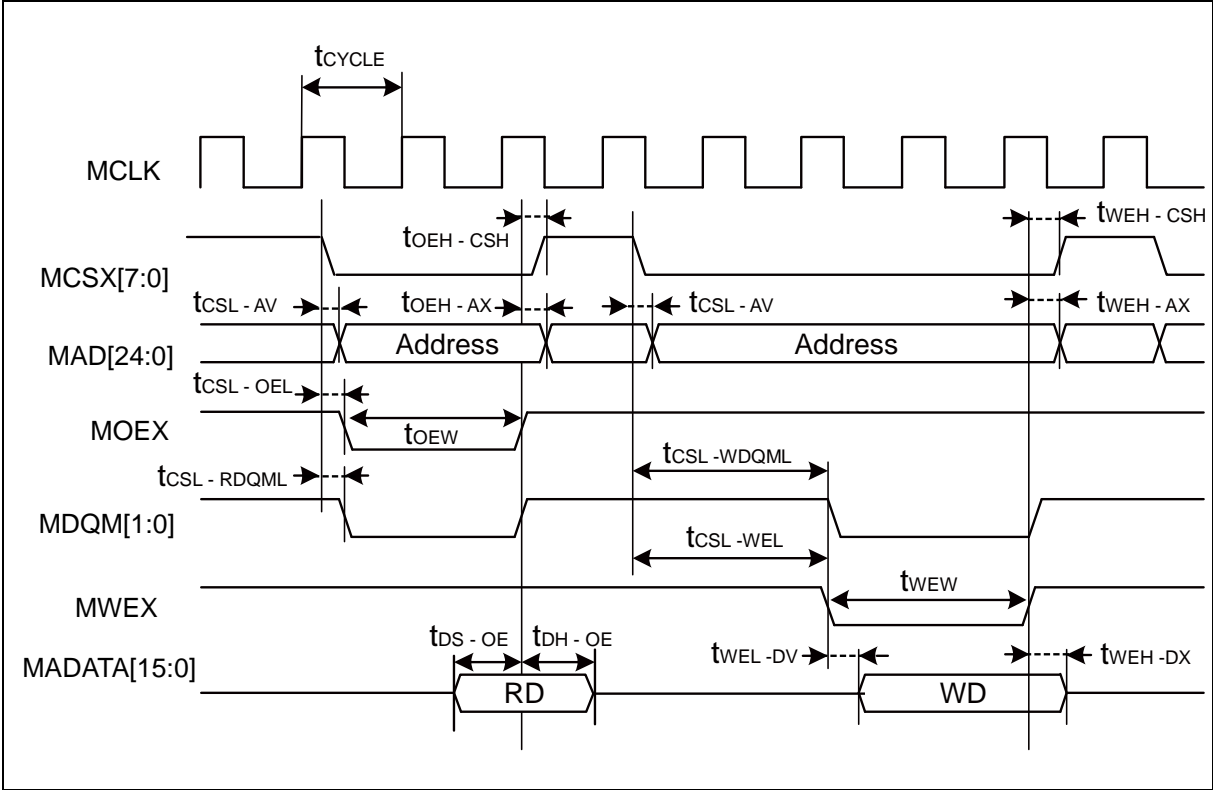 tCYCLE
MCLK
tOEH - CSH
tWEH - CSH
MCSX[7:0]
tCSL - AV
tOEH - AX
tCSL - AV
tWEH - AX
MAD[24:0]
Address
Address
tCSL - OEL
MOEX
tOEW
tCSL - RDQML
tCSL -WDQML
MDQM[1:0]
tCSL -WEL
MWEX
tWEW
tDS - OE
tDH - OE
tWEL -DV
tWEH -DX
MADATA[15:0]
RD
WD